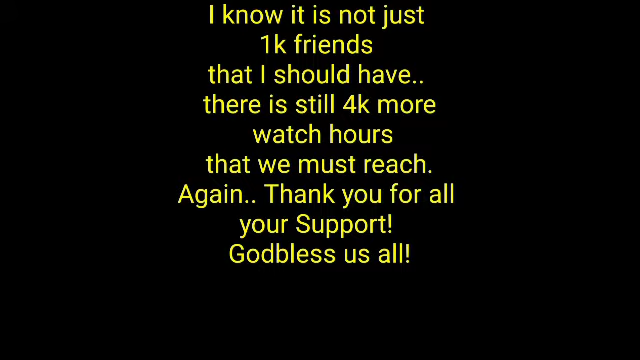 I know it is not just
1k friends
that I should have..
there is still 4k more
watch hours
that we must reach.
Again.. Thank you for all
your Support!
Godbless us all!